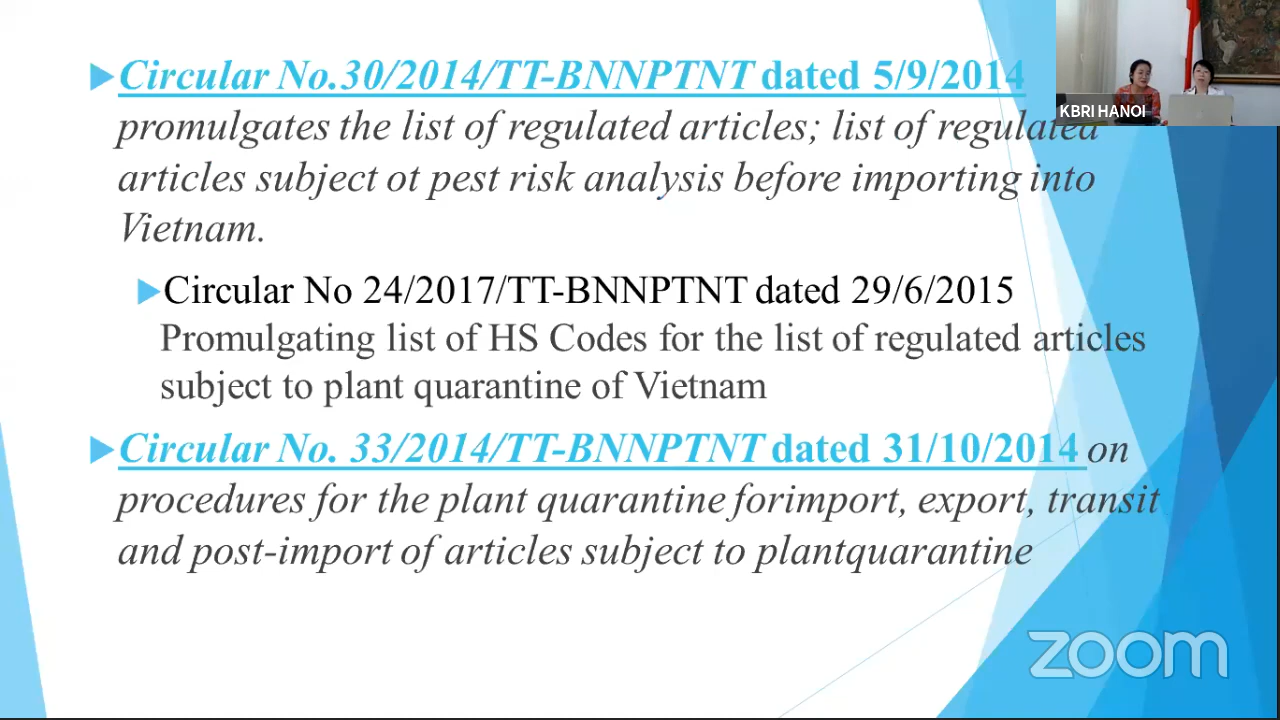 Circular No.30/2014/TT-BNNPTNT dated 5/9/2014
promulgates the list of regulated articles; list of regulated
articles subject ot pest risk analysis before importing into
Vietnam.
Circular No 24/2017/TT-BNNPTNT dated 29/6/2015
Promulgating list of HS Codes for the list of regulated articles
subject to plant quarantine of Vietnam
Circular No. 33/2014/TT-BNNPTNT dated 31/10/2014 on
procedures for the plant quarantine forimport, export, transit
and post-import of articles subject to plantquarantine
KBRI HANOI
zoom